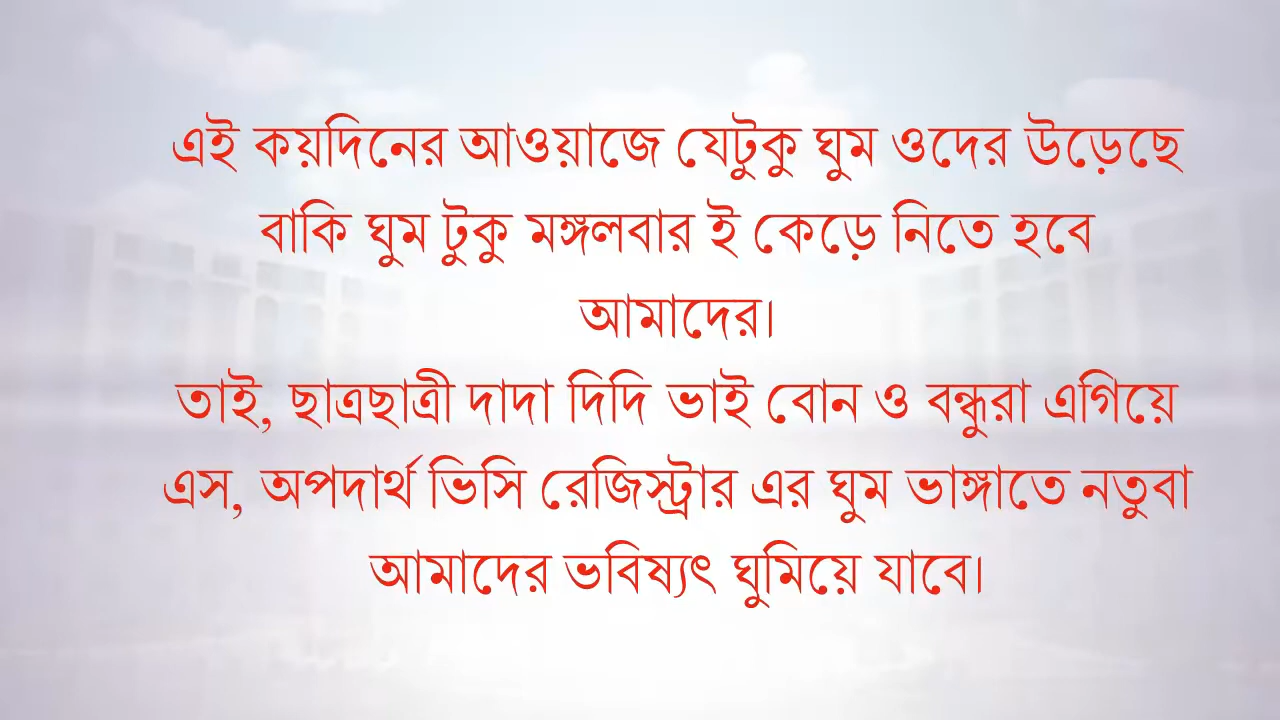 এই কয়দিনের আওয়াজে যেটুকু ঘুম ওদের উড়েছে
বাকি ঘুম টুকু মঙ্গলবার ই কেড়ে নিতে হবে
আমাদের।
তাই, ছাত্রছাত্রী দাদা দিদি ভাই বোন ও বন্ধুরা এগিয়ে
এস, অপদার্থ ভিসি রেজিস্ট্রার এর ঘুম ভাঙ্গাতে নতুবা
আমাদের ভবিষ্যৎ ঘুমিয়ে যাবে।